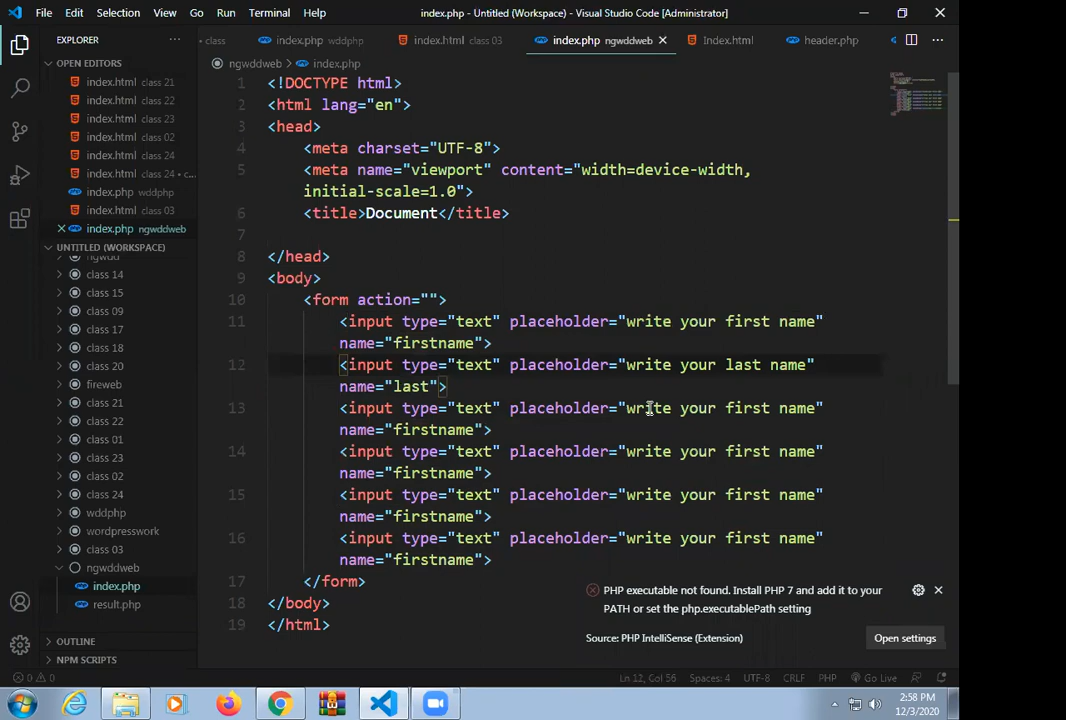 File Edit Selection View Go Run Terminal Help index.php - Untitled (Workspace) - Visual Studio Code [Administrator]
EXPLORER ...
class index.php wddphp index.html class 03 index.php ngwddweb Index.html header.php ...
OPEN EDITORS
index.html class 21
index.html class 22
index.html class 23
index.html class 02
index.html class 24
index.php wddphp
index.html class 24 • c...
index.html class 03
index.php ngwddweb
UNTITLED (WORKSPACE)
class 14
class 15
class 09
class 17
class 18
class 20
fireweb
class 21
class 22
class 01
class 23
class 02
class 24
wddphp
wordpresswork
class 03
ngwddweb
index.php
result.php
OUTLINE
NPM SCRIPTS
ngwddweb > index.php
1 <!DOCTYPE html>
2 <html lang="en">
3 <head>
4 <meta charset="UTF-8">
5 <meta name="viewport" content="width=device-width,
initial-scale=1.0">
6 <title>Document</title>
7
8 </head>
9 <body>
10 <form action="">
11 <input type="text" placeholder="write your first name"
name="firstname">
12 <input type="text" placeholder="write your last name"
name="last">
13 <input type="text" placeholder="write your first name"
name="firstname">
14 <input type="text" placeholder="write your first name"
name="firstname">
15 <input type="text" placeholder="write your first name"
name="firstname">
16 <input type="text" placeholder="write your first name"
name="firstname">
17 </form>
18 </body>
19 </html>
PHP executable not found. Install PHP 7 and add it to your
PATH or set the php.executablePath setting
Source: PHP IntelliSense (Extension) Open settings
0 0 Ln 12, Col 56 Spaces: 4 UTF-8 CRLF PHP Go Live
2:58 PM
12/3/2020